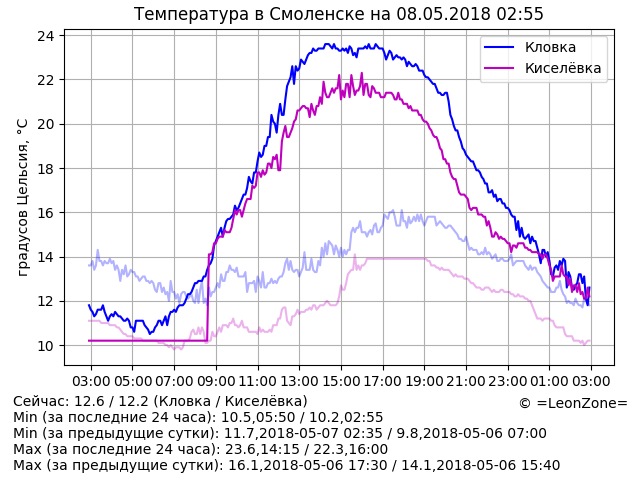 Температура в Смоленске на 08.05.2018 02:55
Кловка
Киселёвка
градусов Цельсия, °C
24
22
20
18
16
14
12
10
03:00 05:00 07:00 09:00 11:00 13:00 15:00 17:00 19:00 21:00 23:00 01:00 03:00
Сейчас: 12.6 / 12.2 (Кловка / Киселёвка)
© =LeonZone=
Min (за последние 24 часа): 10.5,05:50 / 10.2,02:55
Min (за предыдущие сутки): 11.7,2018-05-07 02:35 / 9.8,2018-05-06 07:00
Max (за последние 24 часа): 23.6,14:15 / 22.3,16:00
Max (за предыдущие сутки): 16.1,2018-05-06 17:30 / 14.1,2018-05-06 15:40